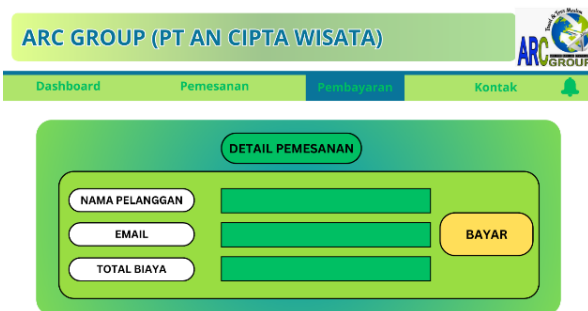 ARC GROUP (PT AN CIPTA WISATA)
ARC
GROUP
Dashboard Pemesanan Pembayaran Kontak
DETAIL PEMESANAN
NAMA PELANGGAN
EMAIL
BAYAR
TOTAL BIAYA